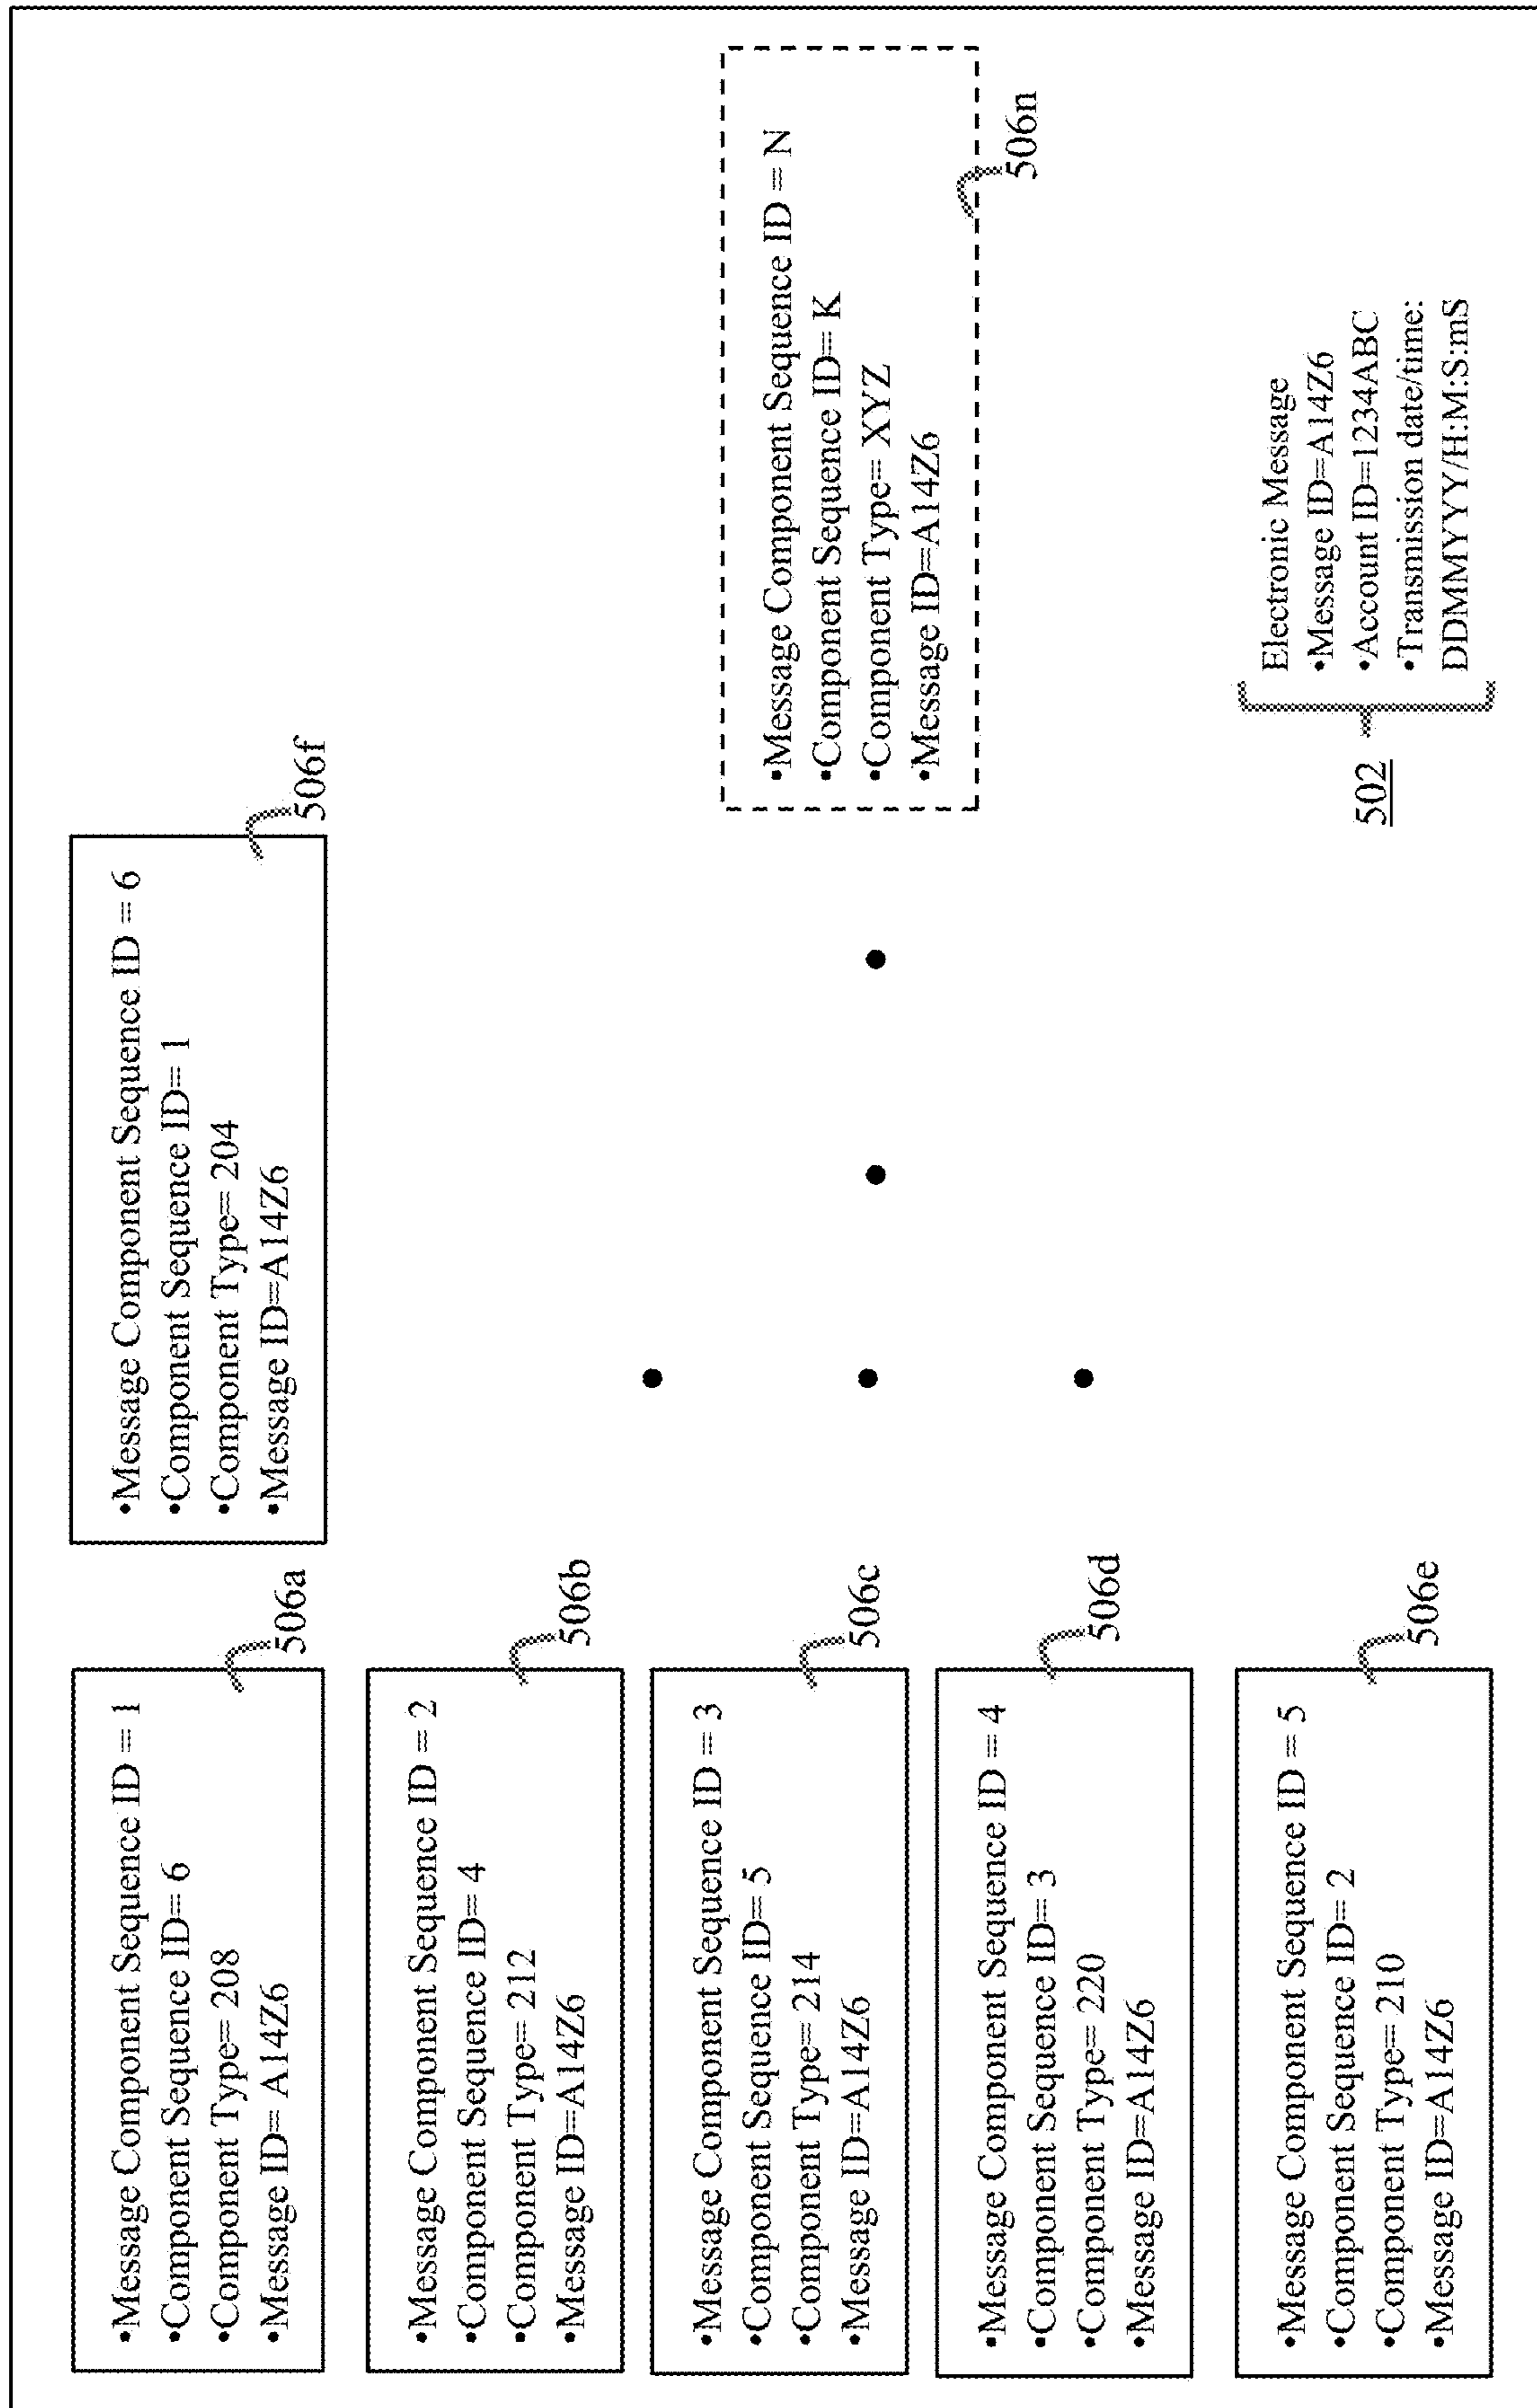 •Message Component Sequence ID = 1
•Component Sequence ID= 6
•Component Type= 208
•Message ID= A14Z6
506a
•Message Component Sequence ID = 2
•Component Sequence ID= 4
•Component Type= 212
•Message ID=A14Z6
506b
•Message Component Sequence ID = 3
•Component Sequence ID= 5
•Component Type= 214
•Message ID=A14Z6
506c
•Message Component Sequence ID = 4
•Component Sequence ID= 3
•Component Type= 220
•Message ID=A14Z6
506d
•Message Component Sequence ID = 5
•Component Sequence ID= 2
•Component Type= 210
•Message ID=A14Z6
506e
•Message Component Sequence ID = 6
•Component Sequence ID= 1
•Component Type= 204
•Message ID=A14Z6
506f
•Message Component Sequence ID = N
•Component Sequence ID= K
•Component Type= XYZ
•Message ID=A14Z6
506n
502
Electronic Message
•Message ID=A14Z6
•Account ID=1234ABC
•Transmission date/time:
DDMMYYY/H:M:S:mS